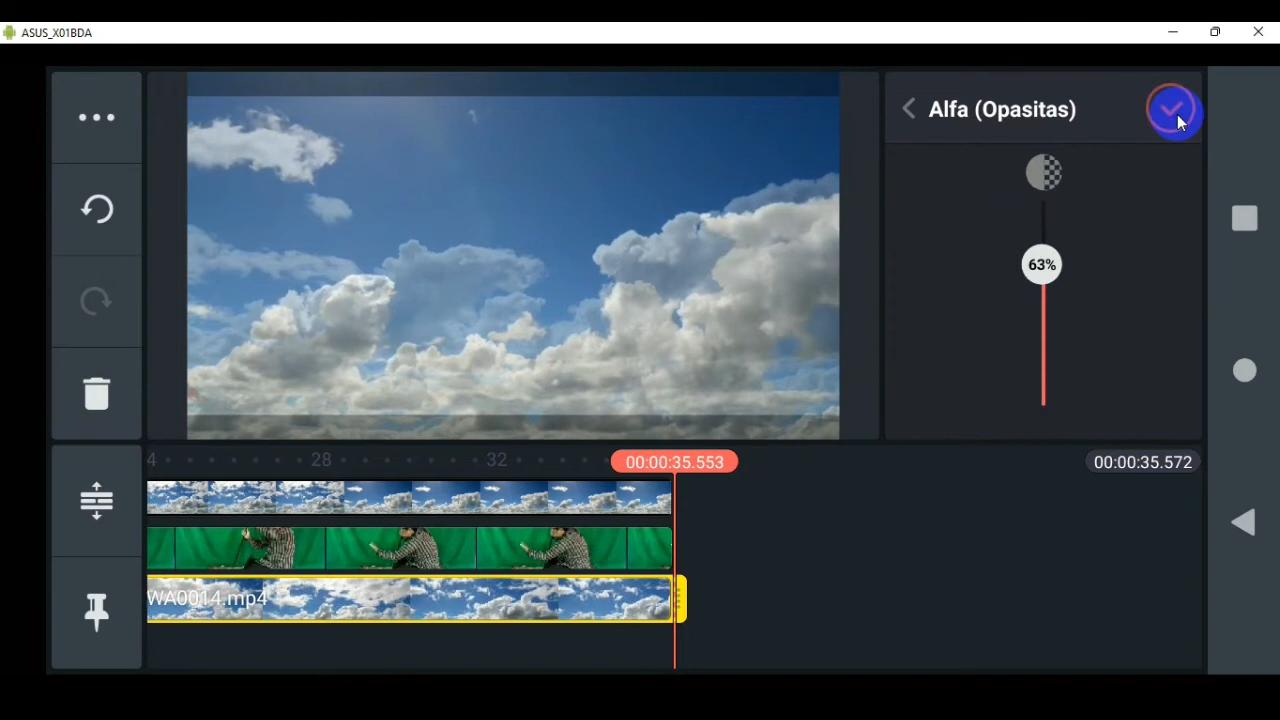 ASUS_X01BDA
Alfa (Opasitas)
63%
4
28
32
00:00:35.553
00:00:35.572
WA0014.mp4